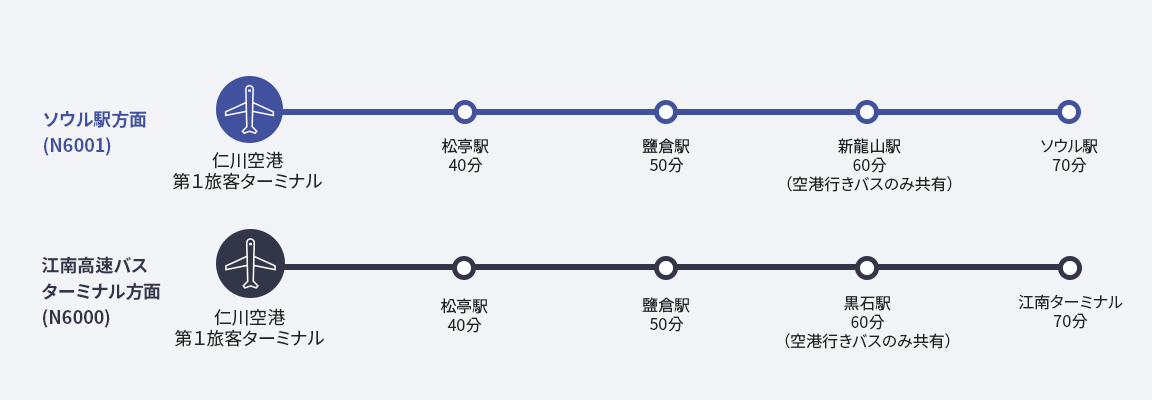 ソウル駅方面
(N6001)
仁川空港
第１旅客ターミナル
松亭駅
40分
鹽倉駅
50分
新龍山駅
60分
（空港行きバスのみ共有）
ソウル駅
70分
江南高速バス
ターミナル方面
(N6000)
仁川空港
第１旅客ターミナル
松亭駅
40分
鹽倉駅
50分
黒石駅
60分
（空港行きバスのみ共有）
江南ターミナル
70分